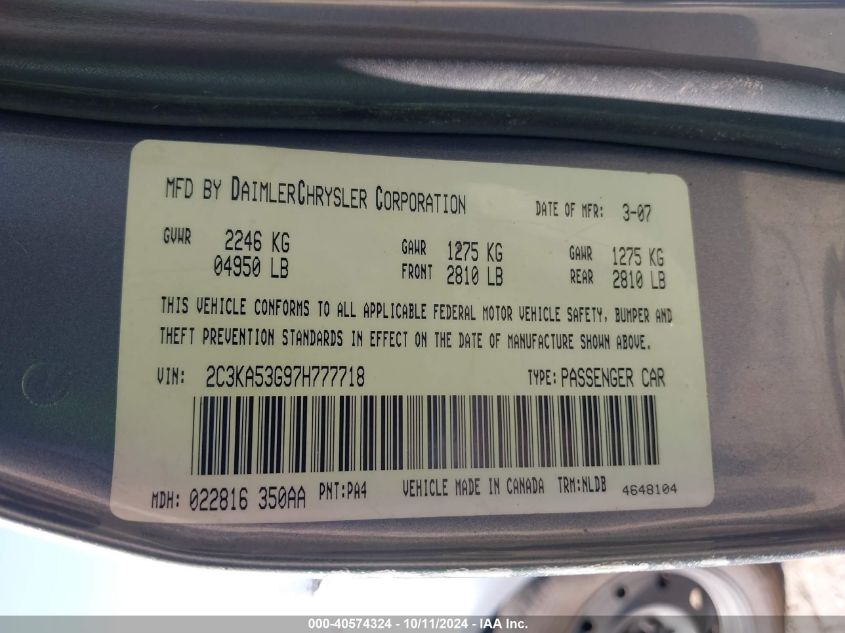 MFD BY DAIMLERCHRYSLER CORPORATION DATE OF MFR: 3-07
GVWR 2246 KG GAWR 1275 KG GAWR 1275 KG
04950 LB FRONT 2810 LB REAR 2810 LB
THIS VEHICLE CONFORMS TO ALL APPLICABLE FEDERAL MOTOR VEHICLE SAFETY, BUMPER AND
THEFT PREVENTION STANDARDS IN EFFECT ON THE DATE OF MANUFACTURE SHOWN ABOVE.
VIN: 2C3KA53G97H777718 TYPE: PASSENGER CAR
MDH: 022816 350AA PNT:PA4 VEHICLE MADE IN CANADA TRM:NLDB 4648104
000-40574324 - 10/11/2024 - IAA Inc.